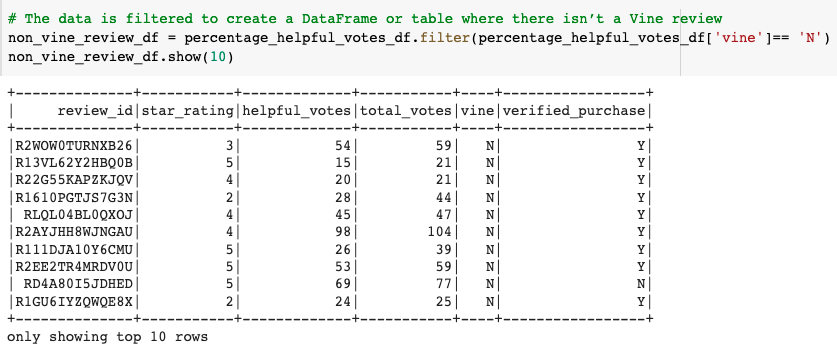 # The data is filtered to create a DataFrame or table where there isn’t a Vine review
non_vine_review_df = percentage_helpful_votes_df.filter(percentage_helpful_votes_df['vine']== 'N')
non_vine_review_df.show(10)
+--------------+-----------+-------------+-----------+----+-----------------+
|     review_id|star_rating|helpful_votes|total_votes|vine|verified_purchase|
+--------------+-----------+-------------+-----------+----+-----------------+
|R2WOW0TURNXB26|          3|           54|         59|   N|                Y|
|R13VL62Y2HBQ0B|          5|           15|         21|   N|                Y|
|R22G55KAPZKJQV|          4|           20|         21|   N|                Y|
|R1610PGTJS7G3N|          2|           28|         44|   N|                Y|
| RLQL04BL0QXOJ|          4|           45|         47|   N|                Y|
|R2AYJHH8WJNGAU|          4|           98|        104|   N|                Y|
|R111DJA10Y6CMU|          5|           26|         39|   N|                Y|
|R2EE2TR4MRDV0U|          5|           53|         59|   N|                Y|
| RD4A80I5JDHED|          5|           69|         77|   N|                N|
|R1GU6IYZQWQE8X|          2|           24|         25|   N|                Y|
+--------------+-----------+-------------+-----------+----+-----------------+
only showing top 10 rows